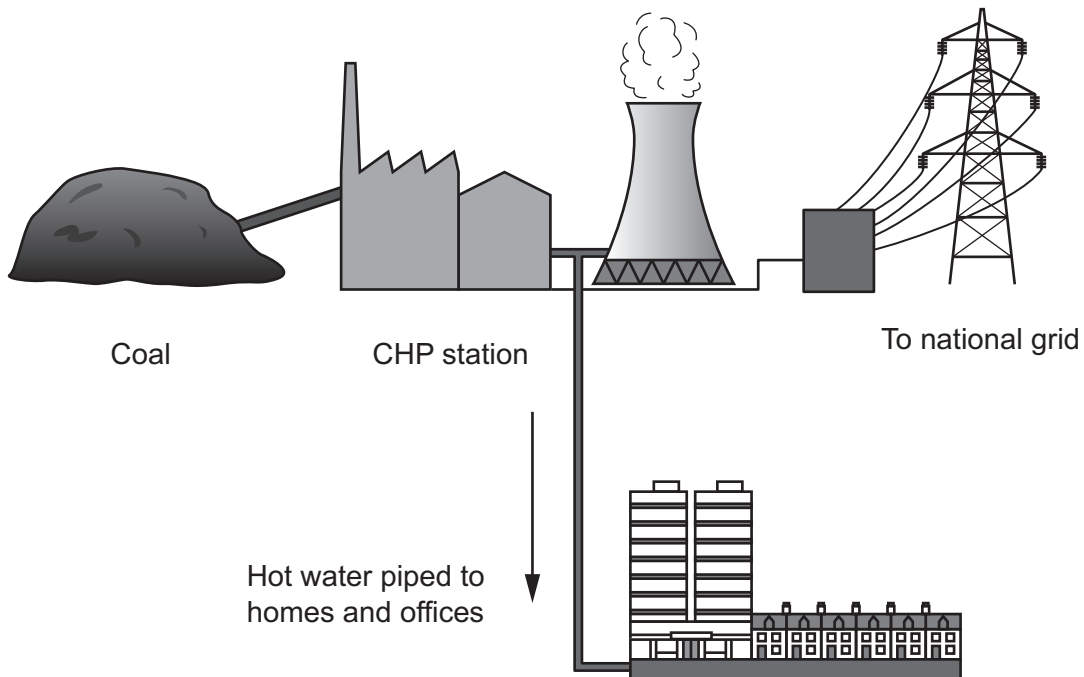 Coal
CHP station
To national grid
Hot water piped to
homes and offices